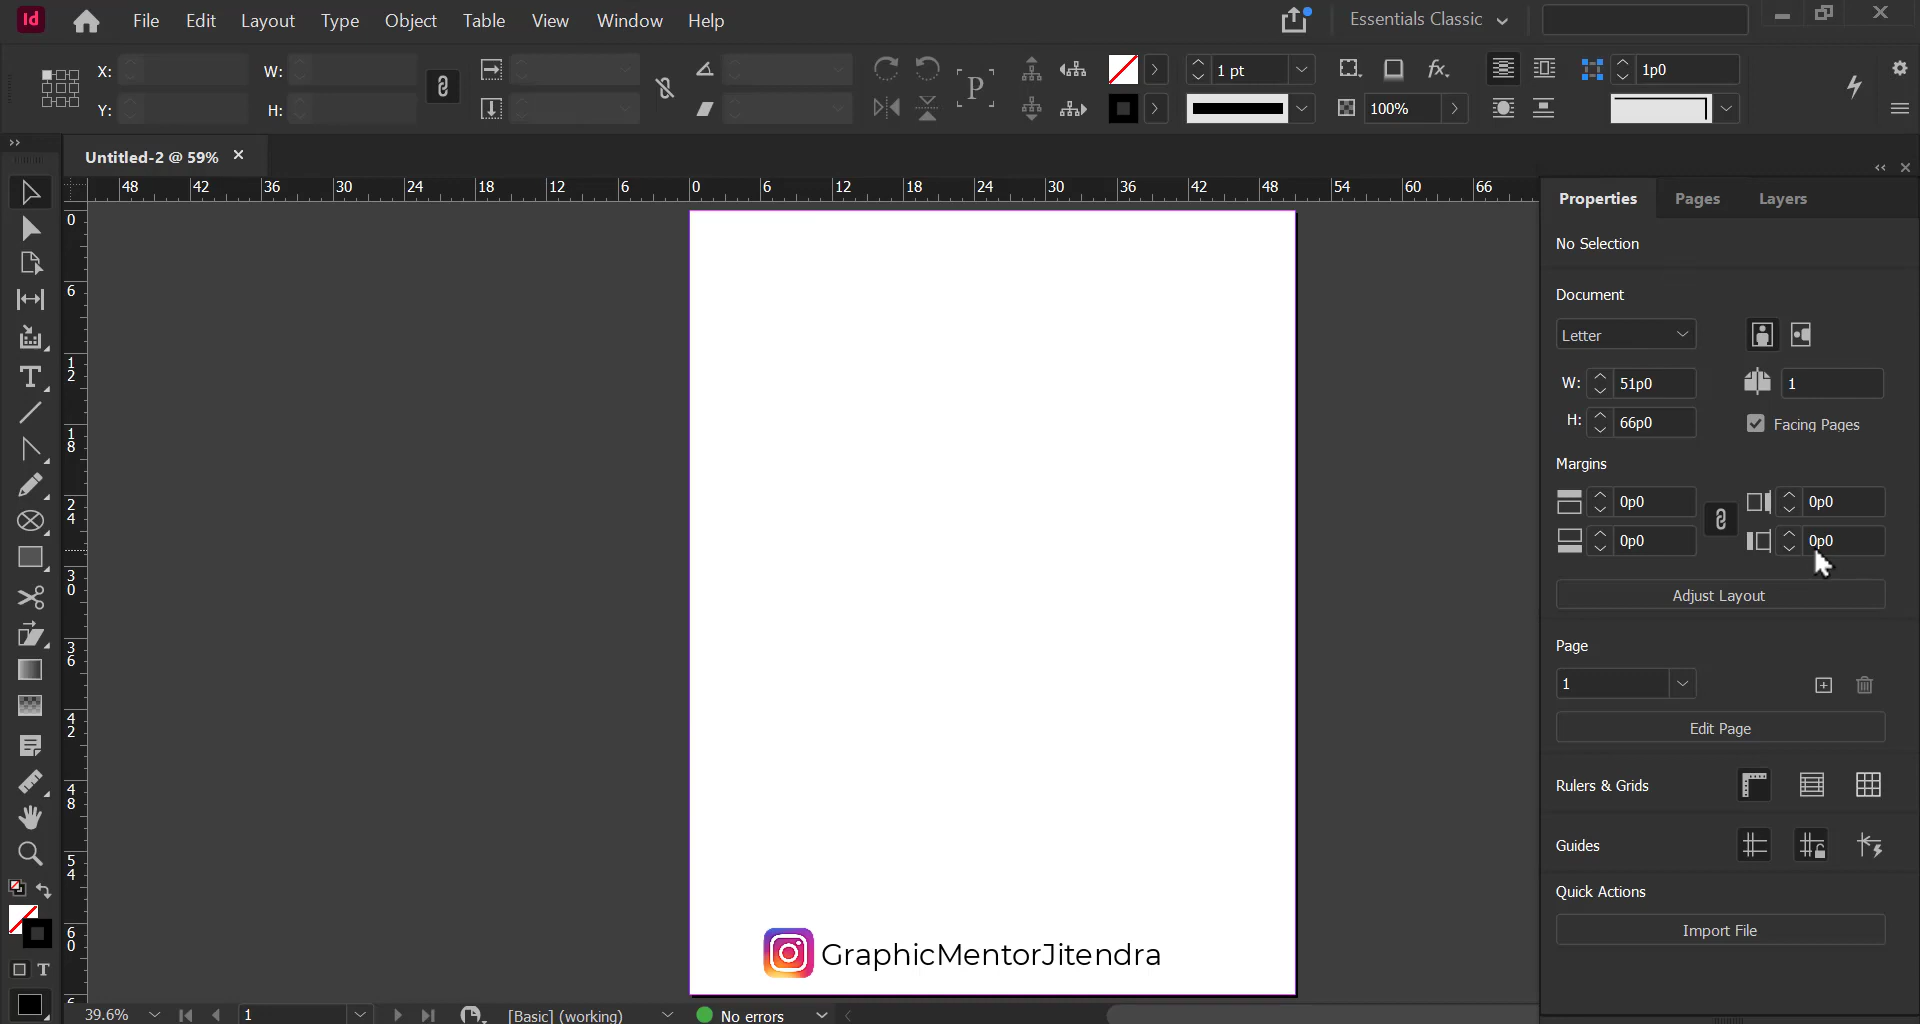 Id File Edit Layout Type Object Table View Window Help Essentials Classic
X: W: 1 pt fx. 1p0
Y: H: P 100%
Untitled-2 @ 59%
48 42 36 30 24 18 12 6 0 6 12 18 24 30 36 42 48 54 60 66
0
6
12
18
24
30
36
42
48
54
60
6
Properties Pages Layers
No Selection
Document
Letter
W: 51p0 1
H: 66p0 Facing Pages
Margins
0p0 0p0
0p0 0p0
Adjust Layout
Page
1
Edit Page
Rulers & Grids
Guides
Quick Actions
Import File
GraphicMentorJitendra
T
T
39.6% 1 [Basic] (working) No errors